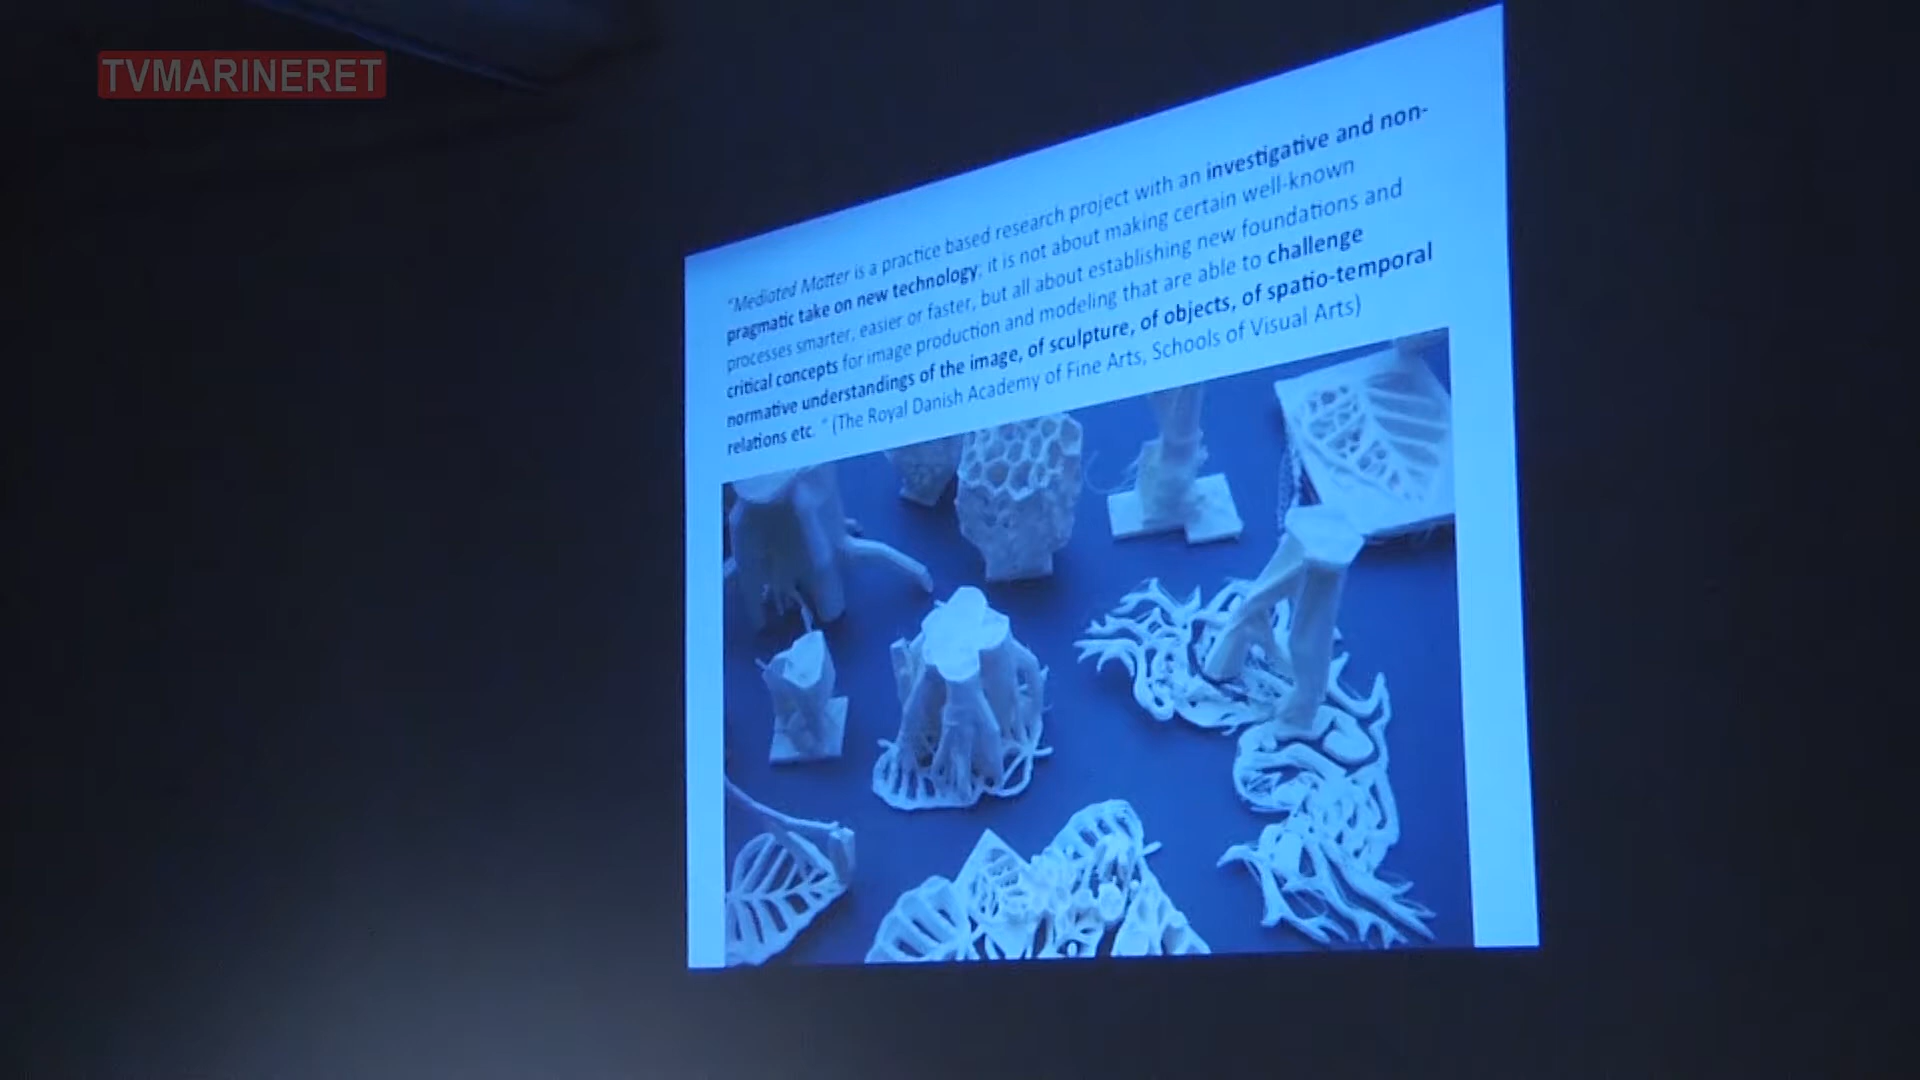 TVMARINERET
"Mediated Matter is a practice based research project with an investigative and non-
pragmatic take on new technology; it is not about making certain well-known
processes smarter, easier or faster, but all about establishing new foundations and
critical concepts for image production and modeling that are able to challenge
normative understandings of the image, of sculpture, of objects, of spatio-temporal
relations etc. " (The Royal Danish Academy of Fine Arts, Schools of Visual Arts)